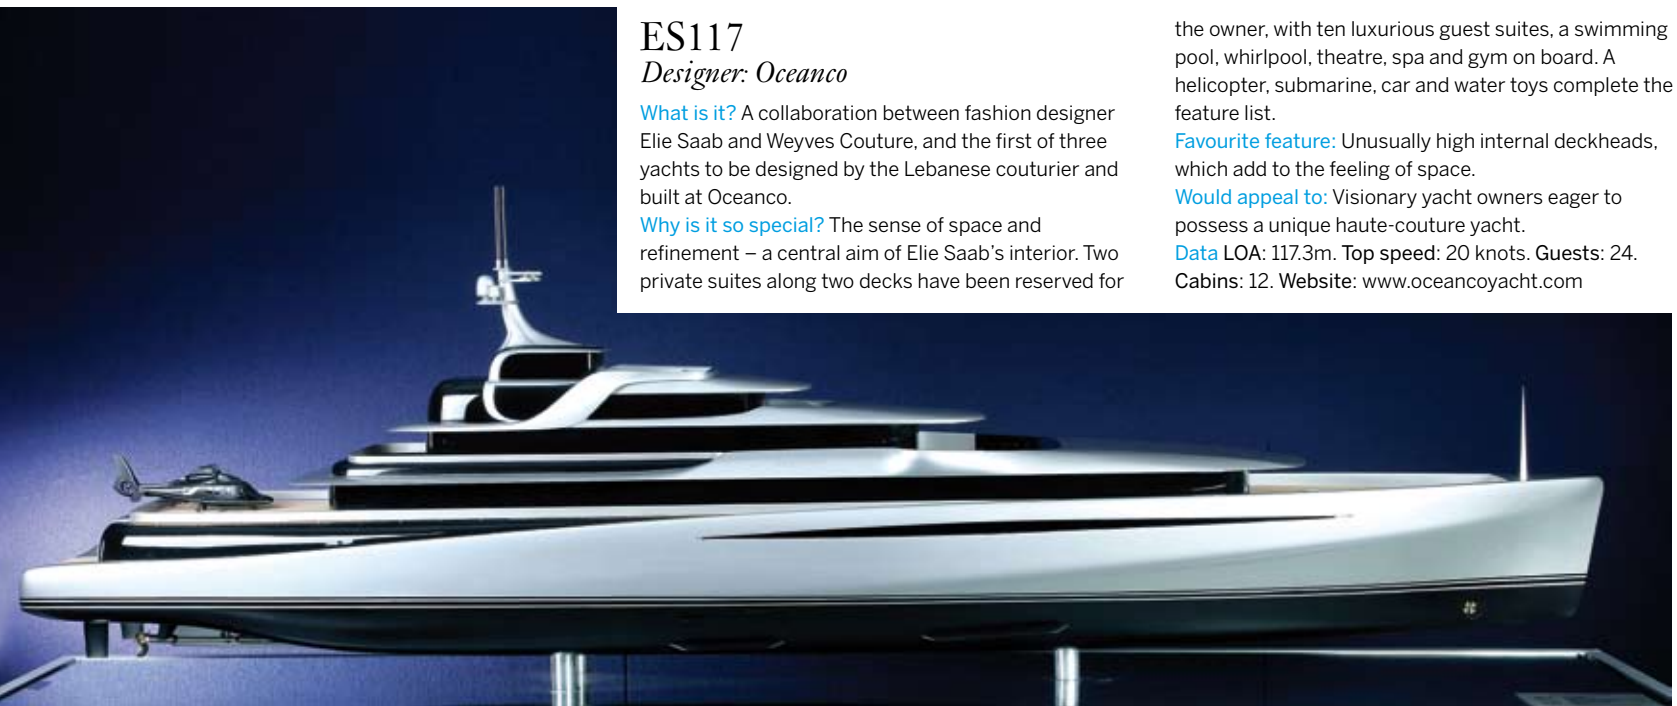 ES117
Designer: Oceanco
What is it? A collaboration between fashion designer
Elie Saab and Weyves Couture, and the first of three
yachts to be designed by the Lebanese couturier and
built at Oceanco.
Why is it so special? The sense of space and
refinement – a central aim of Elie Saab's interior. Two
private suites along two decks have been reserved for
the owner, with ten luxurious guest suites, a swimming
pool, whirlpool, theatre, spa and gym on board. A
helicopter, submarine, car and water toys complete the
feature list.
Favourite feature: Unusually high internal deckheads,
which add to the feeling of space.
Would appeal to: Visionary yacht owners eager to
possess a unique haute-couture yacht.
Data LOA: 117.3m. Top speed: 20 knots. Guests: 24.
Cabins: 12. Website: www.oceancoyacht.com